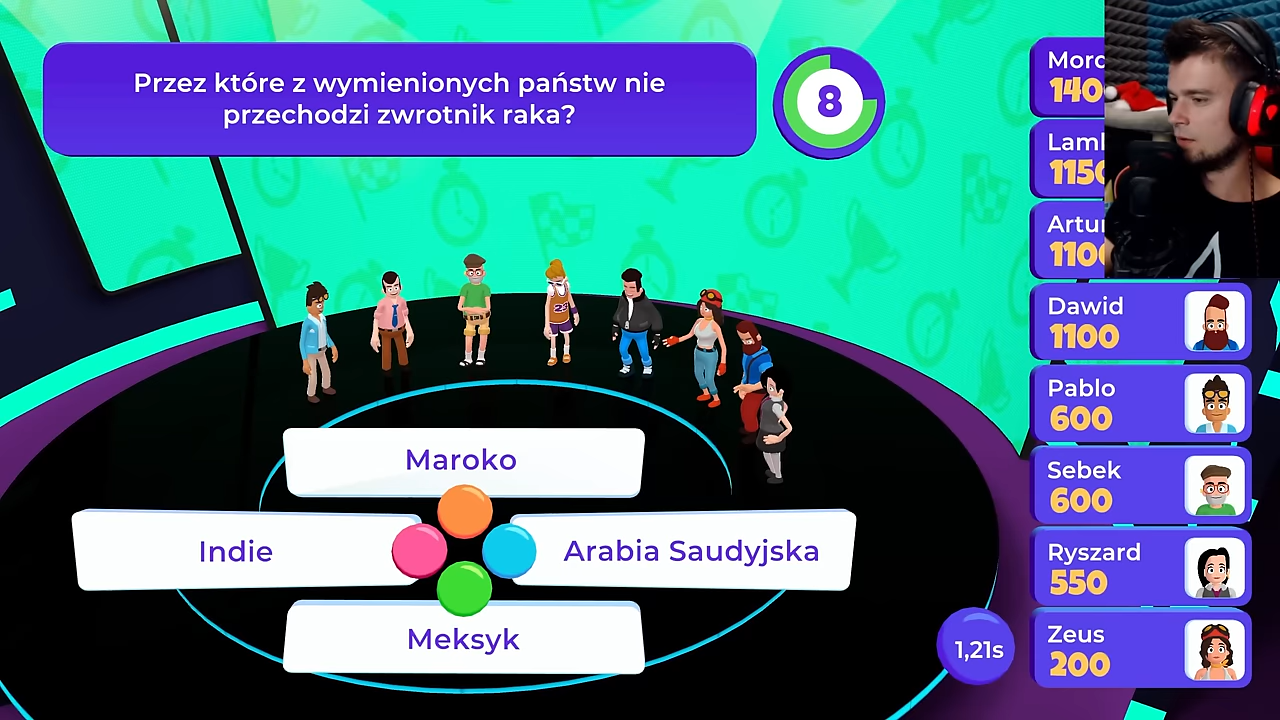 Przez które z wymienionych państw nie
przechodzi zwrotnik raka?
8
Maroko
Indie
Arabia Saudyjska
Meksyk
1,21s
Dawid
1100
Pablo
600
Sebek
600
Ryszard
550
Zeus
200